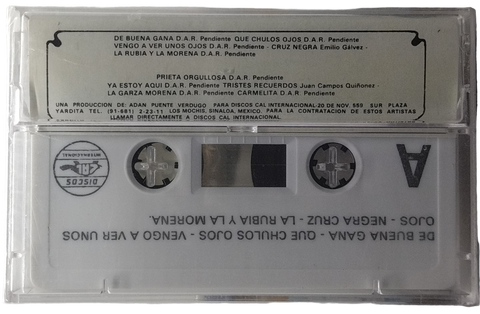 DE BUENA GANA D.A.R. Pendiente QUE CHULOS OJOS D.A.R. Pendiente
VENGO A VER UNOS OJOS D.A.R. Pendiente - CRUZ NEGRA Emilio Gálvez -
LA RUBIA Y LA MORENA D.A.R. Pendiente
PRIETA ORGULLOSA D.A.R. Pendiente
YA ESTOY AQUI D.A.R. Pendiente TRISTES RECUERDOS Juan Campos Quiñonez
LA GARZA MORENA D.A.R. Pendiente CARMELITA D.A.R. Pendiente
UNA PRODUCCION DE: ADAN PUENTE VERDUGO PARA DISCOS CAL INTERNACIONAL-20 DE NOV. 989 SUR PLAZA
YARDITA TEL. (91-681) 2-22-11 LOS MOCHIS, SINALOA, MEXICO. PARA LA CONTRATACION DE ESTOS ARTISTAS
LLAMAR DIRECTAMENTE A DISCOS CAL INTERNACIONAL.
DE BUENA GANA - QUE CHULOS OJOS - VENGO A VER UNOS
OJOS - NEGRA CRUZ - LA RUBIA Y LA MORENA.
A
DISCOS
CAL
INTERNACIONAL